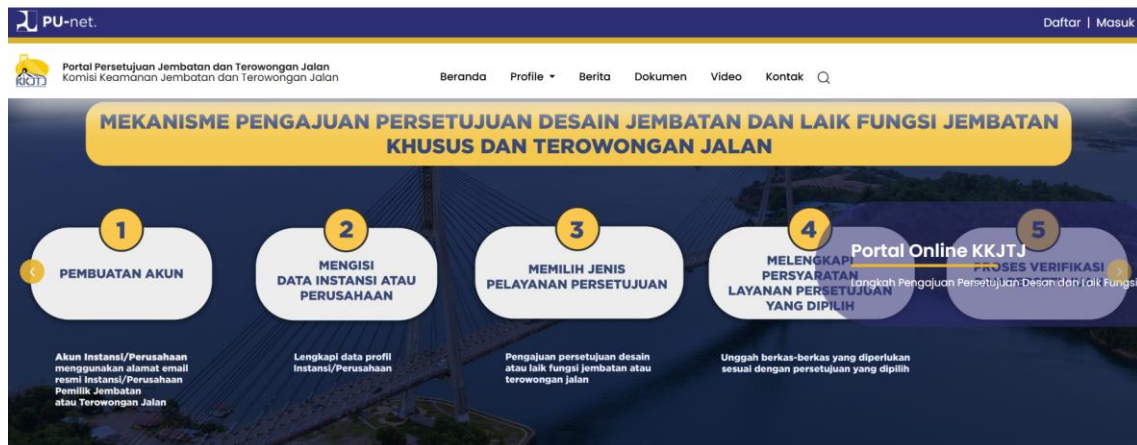 PU-net.
Daftar | Masuk
KKJTJ
Portal Persetujuan Jembatan dan Terowongan Jalan
Komisi Keamanan Jembatan dan Terowongan Jalan
Beranda Profile Berita Dokumen Video Kontak
MEKANISME PENGAJUAN PERSETUJUAN DESAIN JEMBATAN DAN LAIK FUNGSI JEMBATAN
KHUSUS DAN TEROWONGAN JALAN
1
PEMBUATAN AKUN
Akun Instansi/Perusahaan
menggunakan alamat email
resmi Instansi/Perusahaan
Pemilik Jembatan
atau Terowongan Jalan
2
MENGISI
DATA INSTANSI ATAU
PERUSAHAAN
Lengkapi data profil
Instansi/Perusahaan
3
MEMILIH JENIS
PELAYANAN PERSETUJUAN
Pengajuan persetujuan desain
atau laik fungsi jembatan atau
terowongan jalan
4
MELENGKAPI
PERSYARATAN
LAYANAN PERSETUJUAN
YANG DIPILIH
Unggah berkas-berkas yang diperlukan
sesuai dengan persetujuan yang dipilih
5
PROSES VERIFIKASI
Portal Online KKJTJ
Langkah Pengajuan Persetujuan Desan dan Laik Fungsi